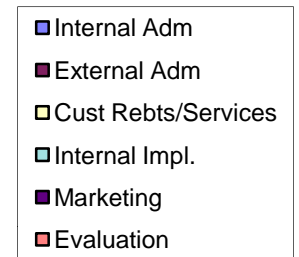 Internal Adm
External Adm
Cust Rebts/Services
Internal Impl.
Marketing
Evaluation